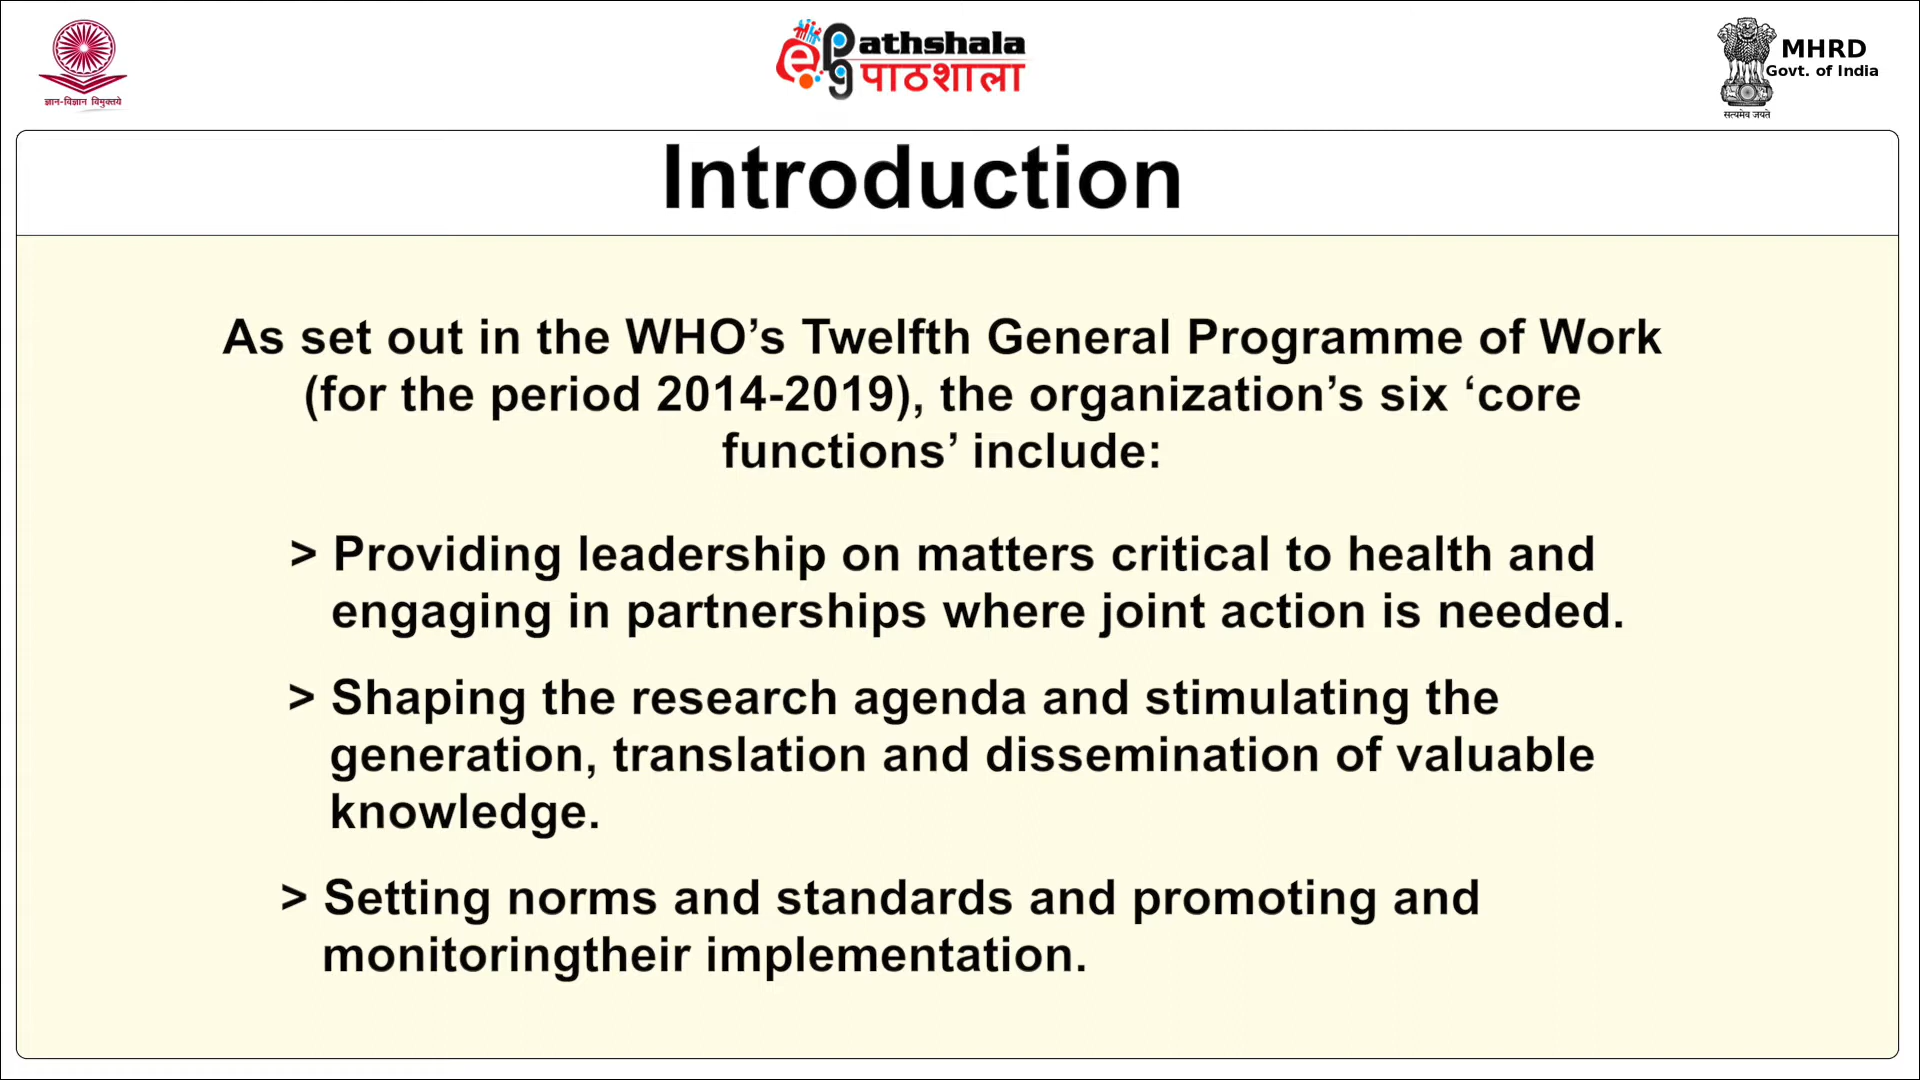 ज्ञान-विज्ञान विमुक्तये
ePG Pathshala
पाठशाला
MHRD
Govt. of India
सत्यमेव जयते
Introduction
As set out in the WHO’s Twelfth General Programme of Work
(for the period 2014-2019), the organization’s six ‘core
functions’ include:
> Providing leadership on matters critical to health and
engaging in partnerships where joint action is needed.
> Shaping the research agenda and stimulating the
generation, translation and dissemination of valuable
knowledge.
> Setting norms and standards and promoting and
monitoringtheir implementation.